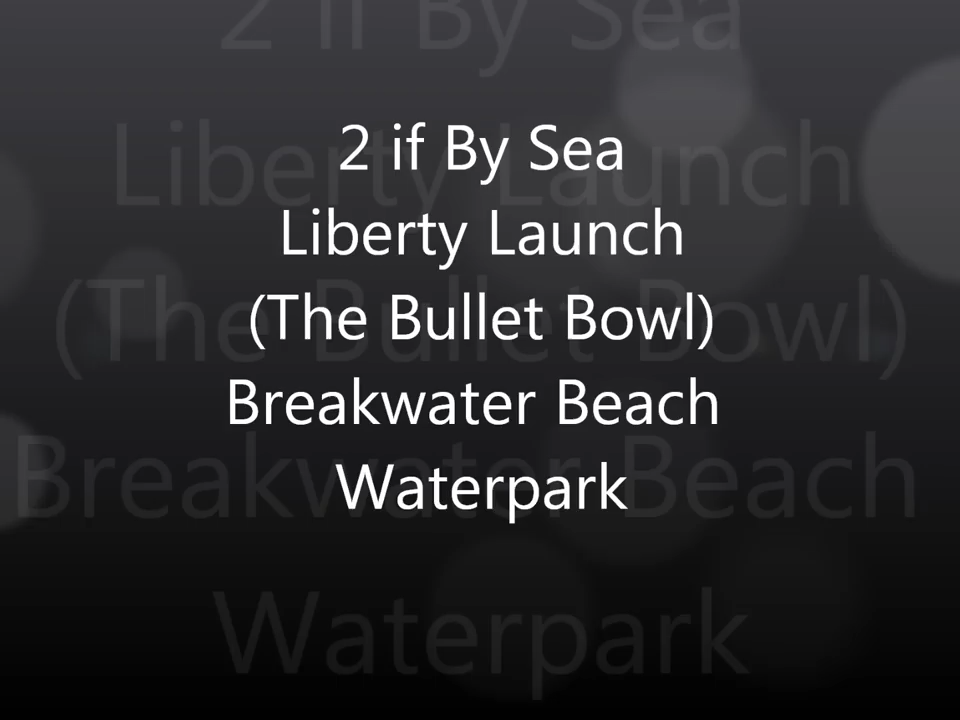 2 if By Sea
Liberty Launch
(The Bullet Bowl)
Breakwater Beach
Waterpark